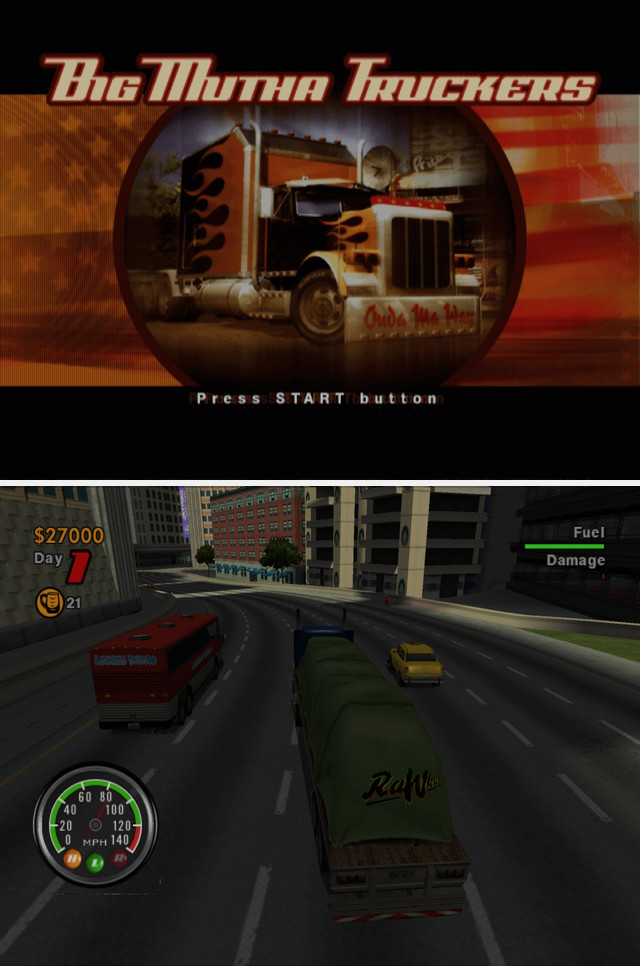 BIG MUTHA TRUCKERS
Outa Ma Way
Press START button
$27000
Day 1
21
Fuel
Damage
RaW
60 80
40 100
20 120
0 MPH 140
H L R